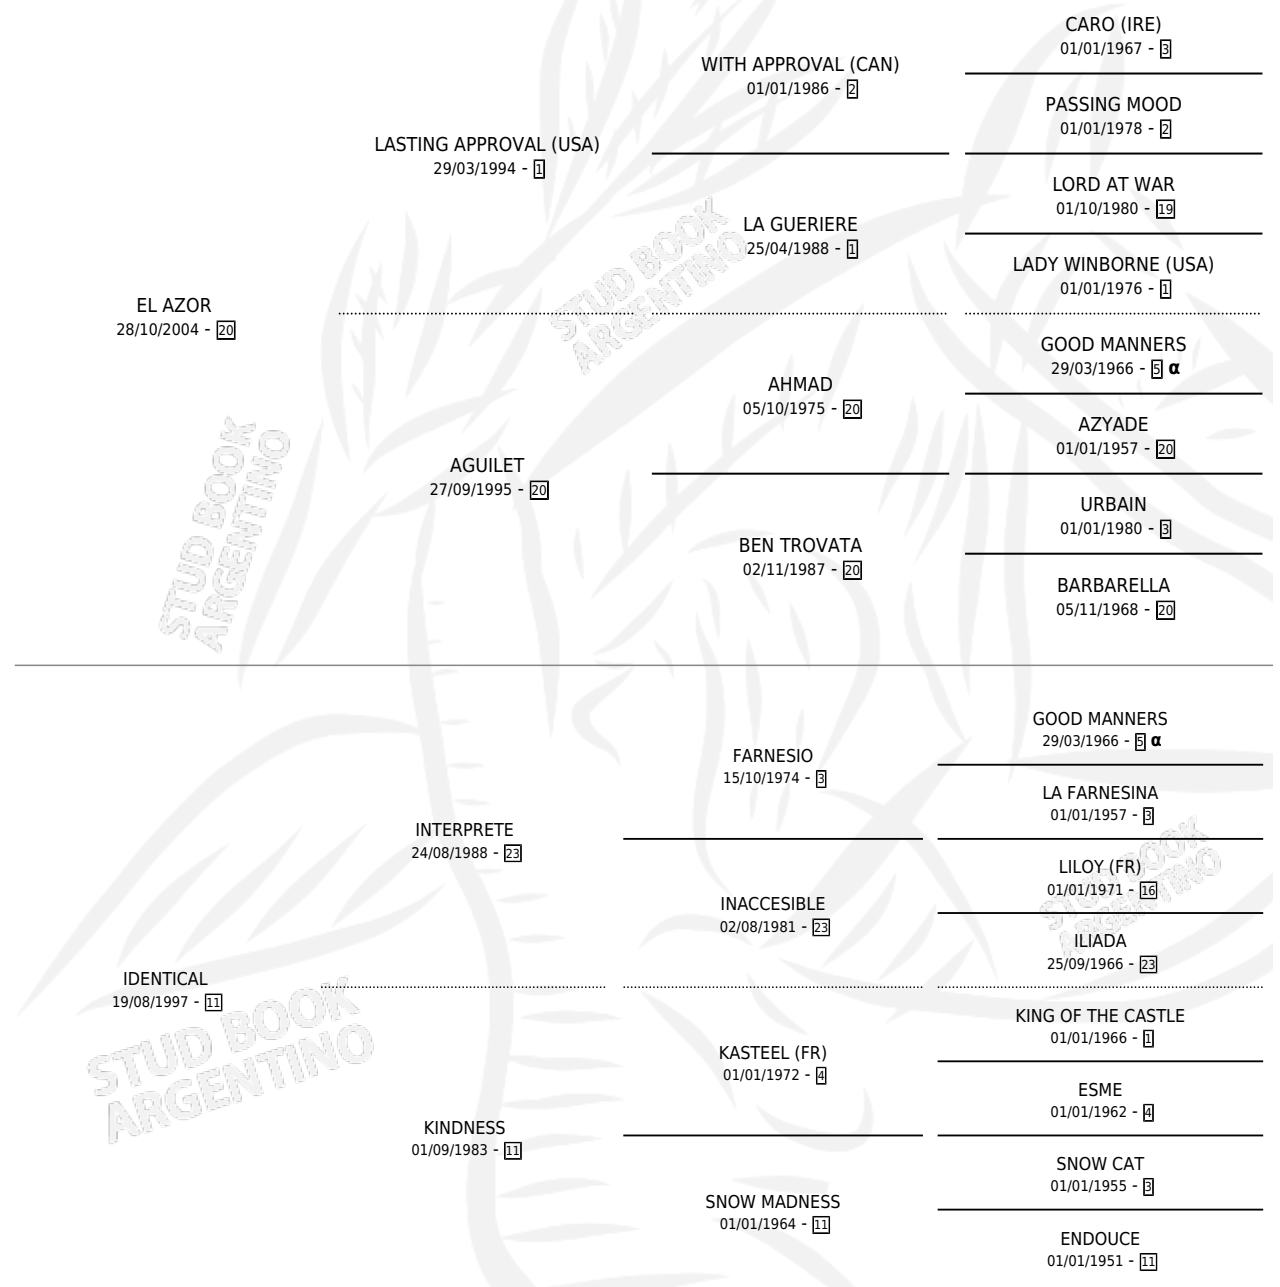 CARO (IRE)
01/01/1967 - 3
WITH APPROVAL (CAN)
01/01/1986 - 2
PASSING MOOD
01/01/1978 - 2
LASTING APPROVAL (USA)
29/03/1994 - 1
LORD AT WAR
01/10/1980 - 19
LA GUERIERE
25/04/1988 - 1
LADY WINBORNE (USA)
01/01/1976 - 1
EL AZOR
28/10/2004 - 20
GOOD MANNERS
29/03/1966 - 5 α
AHMAD
05/10/1975 - 20
AZYADE
01/01/1957 - 20
AGUILET
27/09/1995 - 20
URBAIN
01/01/1980 - 3
BEN TROVATA
02/11/1987 - 20
BARBARELLA
05/11/1968 - 20
STUD BOOK
ARGENTINO
STUD BOOK
ARGENTINO
GOOD MANNERS
29/03/1966 - 5 α
FARNESIO
15/10/1974 - 3
LA FARNESINA
01/01/1957 - 3
INTERPRETE
24/08/1988 - 23
LILOY (FR)
01/01/1971 - 16
INACCESIBLE
02/08/1981 - 23
ILIADA
25/09/1966 - 23
IDENTICAL
19/08/1997 - 11
KING OF THE CASTLE
01/01/1966 - 1
KASTEEL (FR)
01/01/1972 - 4
ESME
01/01/1962 - 4
KINDNESS
01/09/1983 - 11
SNOW CAT
01/01/1955 - 3
SNOW MADNESS
01/01/1964 - 11
ENDOUCE
01/01/1951 - 11
STUD BOOK
ARGENTINO
STUD BOOK
ARGENTINO